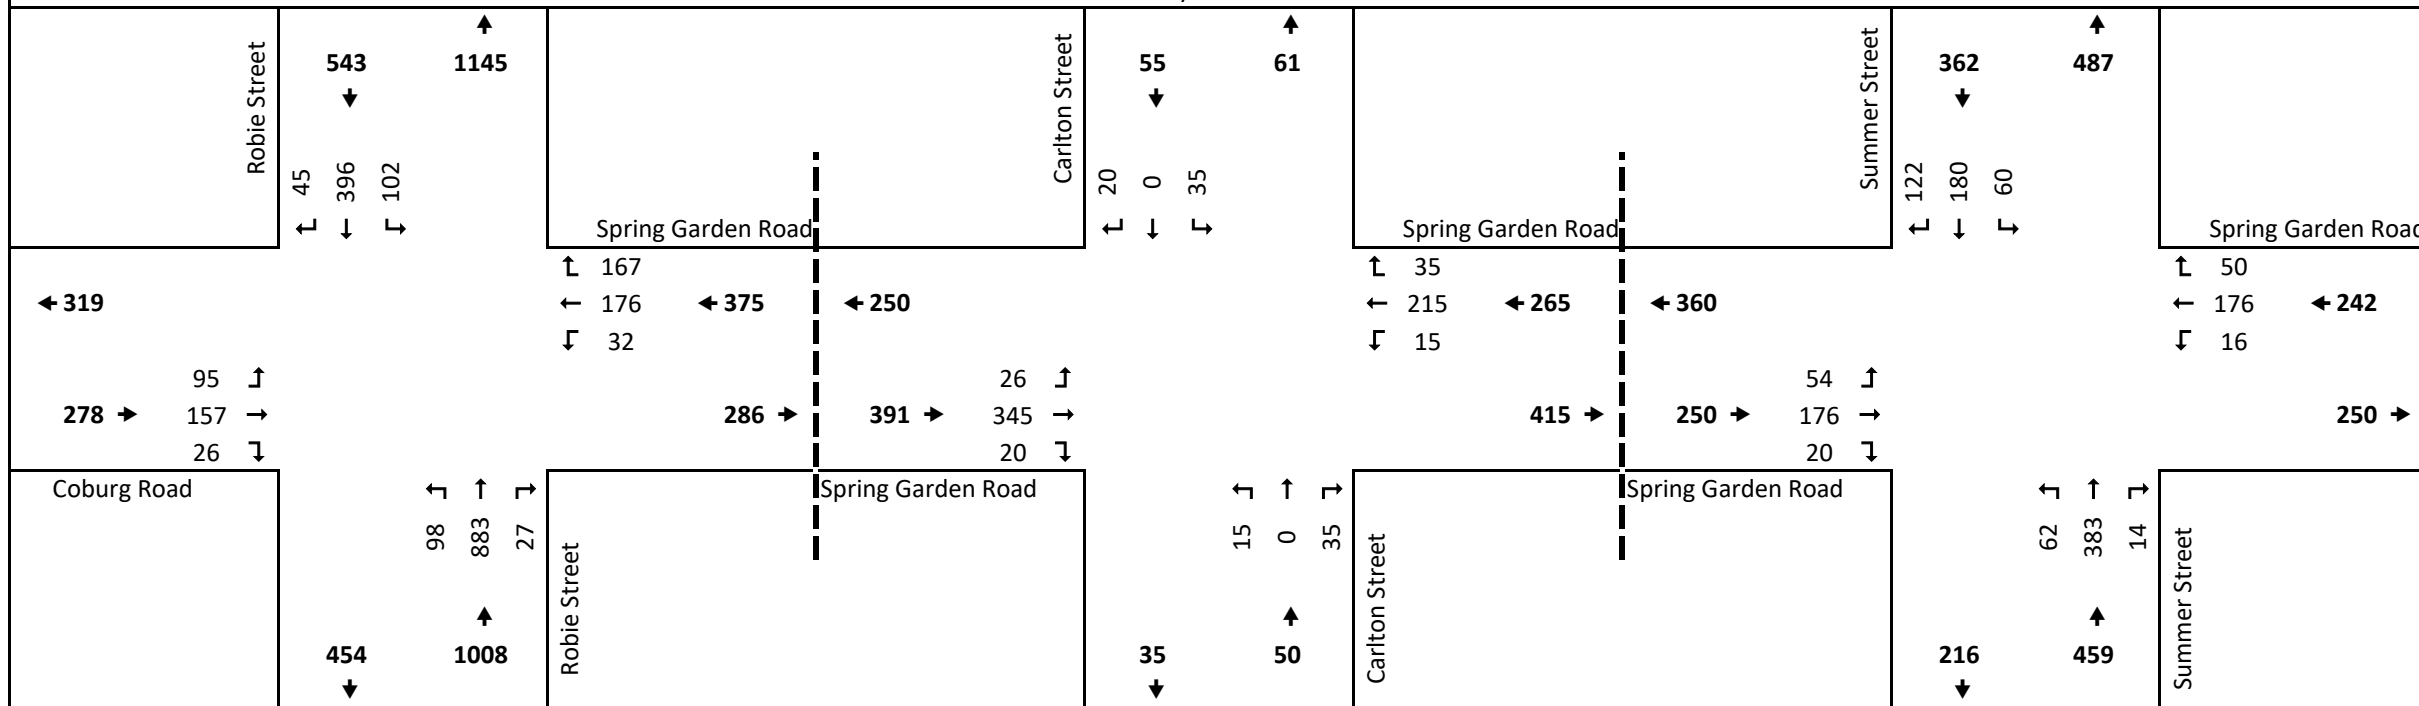 543 1145 55 61 362 487
Robie Street
Carlton Street
Summer Street
45 396 102
20 0 35
122 180 60
Spring Garden Road Spring Garden Road Spring Garden Road
167 35 50
319 176 375 250 215 265 360 176 242
32 15 16
95 26 54
278 157 286 391 345 415 250 176 250
26 20 20
Coburg Road Spring Garden Road Spring Garden Road
98 883 27
15 0 35
62 383 14
Robie Street
Carlton Street
Summer Street
454 1008 35 50 216 459